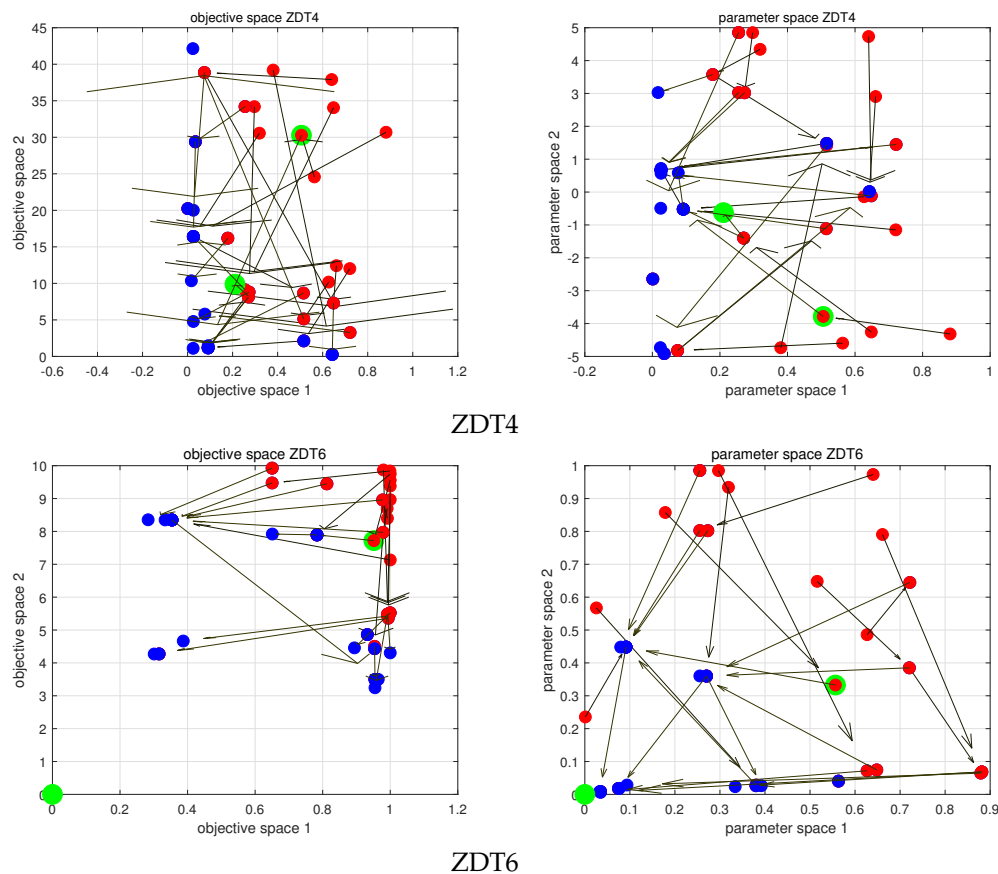 objective space ZDT4
45
40
35
30
25
20
15
10
5
0
objective space 2
-0.6 -0.4 -0.2 0 0.2 0.4 0.6 0.8 1 1.2
objective space 1
parameter space ZDT4
5
4
3
2
1
0
-1
-2
-3
-4
-5
parameter space 2
-0.2 0 0.2 0.4 0.6 0.8 1
parameter space 1
ZDT4
objective space ZDT6
10
9
8
7
6
5
4
3
2
1
0
objective space 2
0 0.2 0.4 0.6 0.8 1 1.2
objective space 1
parameter space ZDT6
1
0.9
0.8
0.7
0.6
0.5
0.4
0.3
0.2
0.1
0
parameter space 2
0 0.1 0.2 0.3 0.4 0.5 0.6 0.7 0.8 0.9
parameter space 1
ZDT6